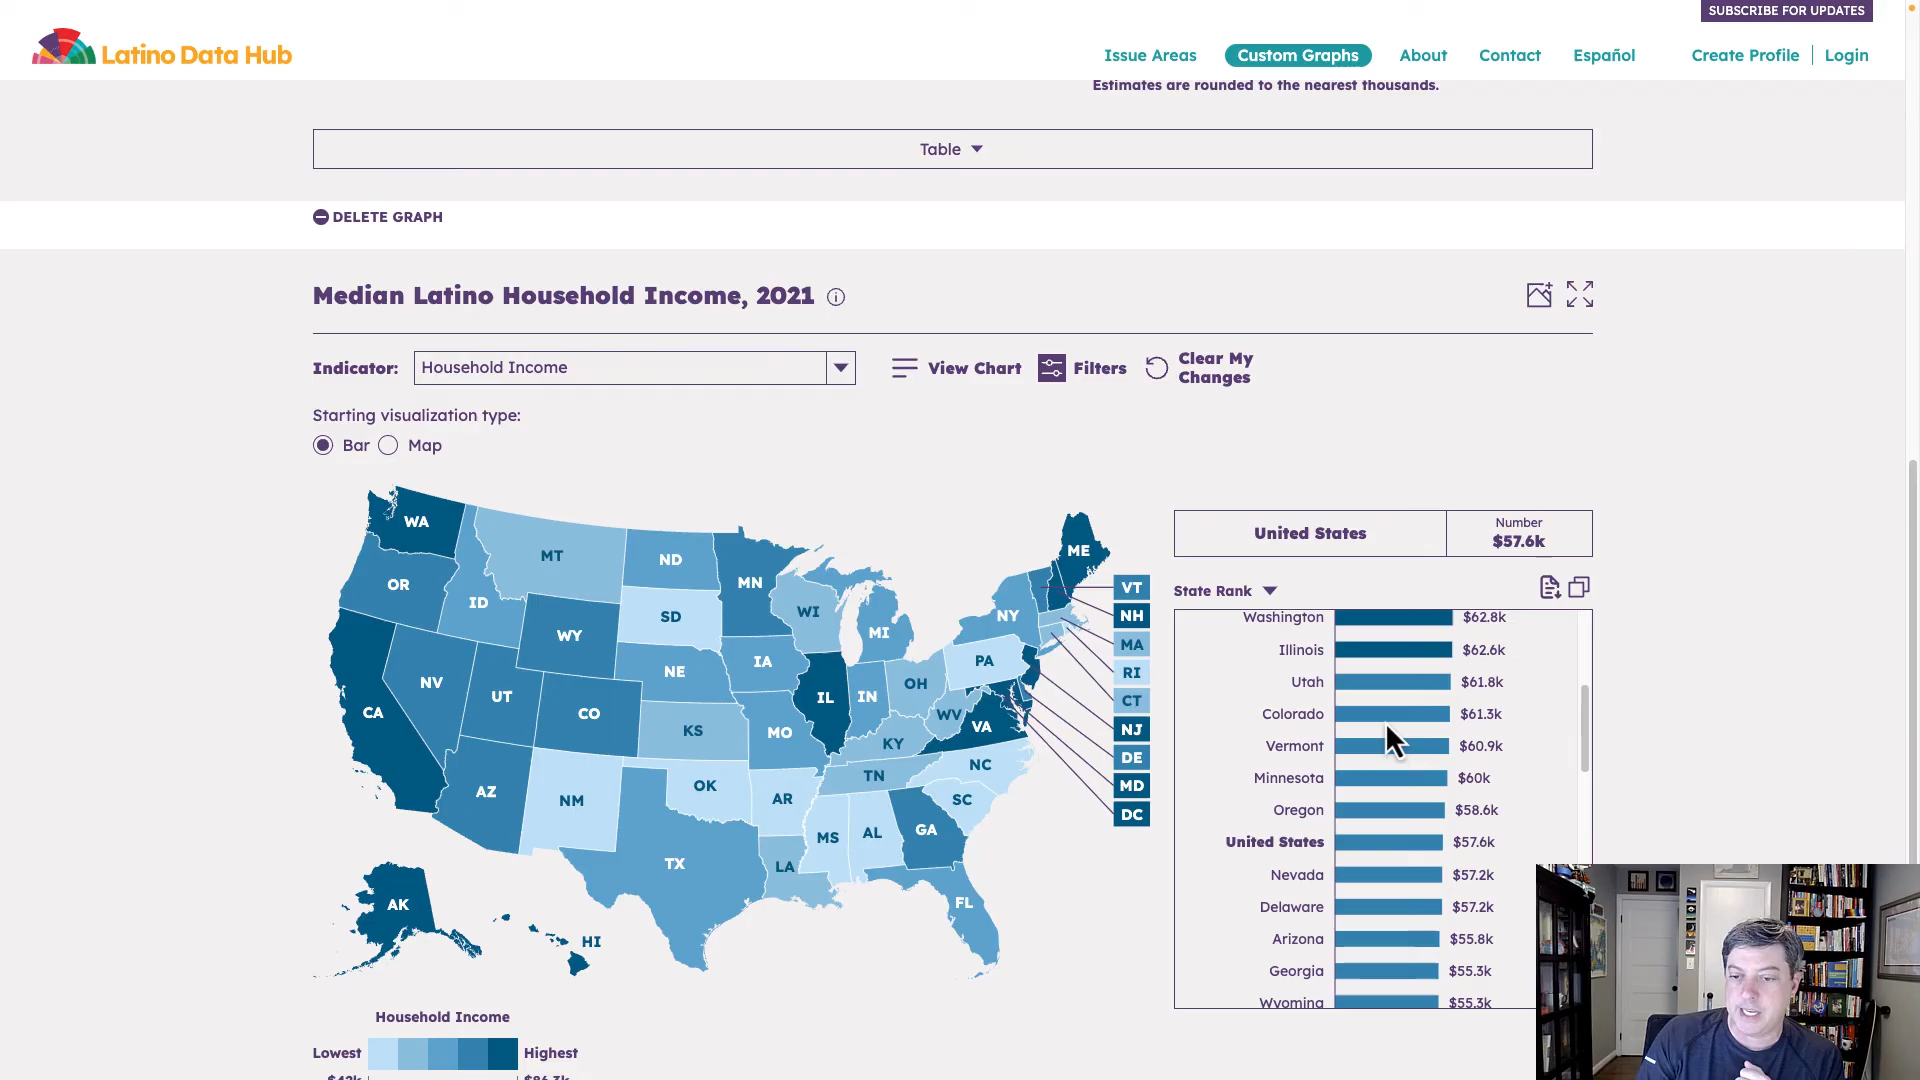 SUBSCRIBE FOR UPDATES
Latino Data Hub
Issue Areas
Custom Graphs
About
Contact
Español
Create Profile
Login
Estimates are rounded to the nearest thousands.
Table
DELETE GRAPH
Median Latino Household Income, 2021
Indicator:
Household Income
View Chart
Filters
Clear My
Changes
Starting visualization type:
Bar
Map
WA
MT
ND
MN
OR
ID
SD
WI
WY
MI
NY
ME
NE
IA
PA
NV
UT
CO
IL
IN
OH
WV
VA
CA
KS
MO
KY
AZ
NM
OK
AR
TN
NC
SC
MS
AL
GA
TX
LA
FL
AK
HI
VT
NH
MA
RI
CT
NJ
DE
MD
DC
United States
Number
$57.6k
State Rank
Washington $62.8k
Illinois $62.6k
Utah $61.8k
Colorado $61.3k
Vermont $60.9k
Minnesota $60k
Oregon $58.6k
United States $57.6k
Nevada $57.2k
Delaware $57.2k
Arizona $55.8k
Georgia $55.3k
Wyoming $55.3k
Household Income
Lowest
Highest
$42k
$86.3k